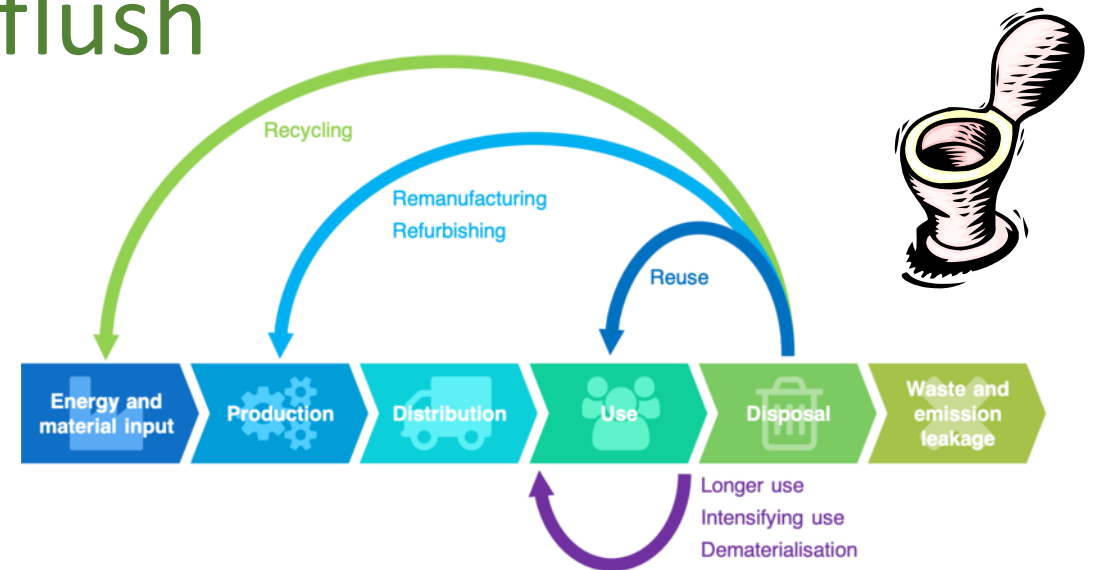 flush
Recycling
Remanufacturing
Refurbishing
Reuse
Energy and
material input
Production
Distribution
Use
Disposal
Waste and
emission
leakage
Longer use
Intensifying use
Dematerialisation